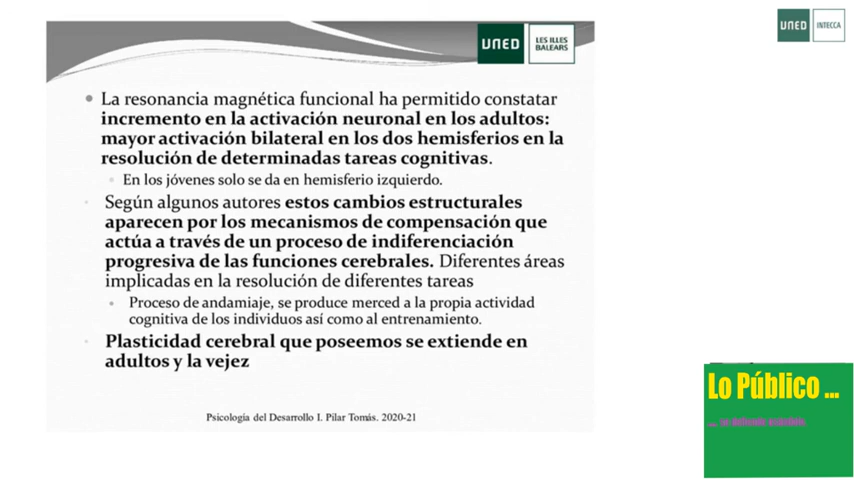 UNED
LES ILLES
BALEARS
UNED
INTECCA
• La resonancia magnética funcional ha permitido constatar
incremento en la activación neuronal en los adultos:
mayor activación bilateral en los dos hemisferios en la
resolución de determinadas tareas cognitivas.
• En los jóvenes solo se da en hemisferio izquierdo.
• Según algunos autores estos cambios estructurales
aparecen por los mecanismos de compensación que
actúa a través de un proceso de indiferenciación
progresiva de las funciones cerebrales. Diferentes áreas
implicadas en la resolución de diferentes tareas
• Proceso de andamiaje, se produce merced a la propia actividad
cognitiva de los individuos así como al entrenamiento.
• Plasticidad cerebral que poseemos se extiende en
adultos y la vejez
Psicología del Desarrollo I. Pilar Tomás. 2020-21
Lo Público ...